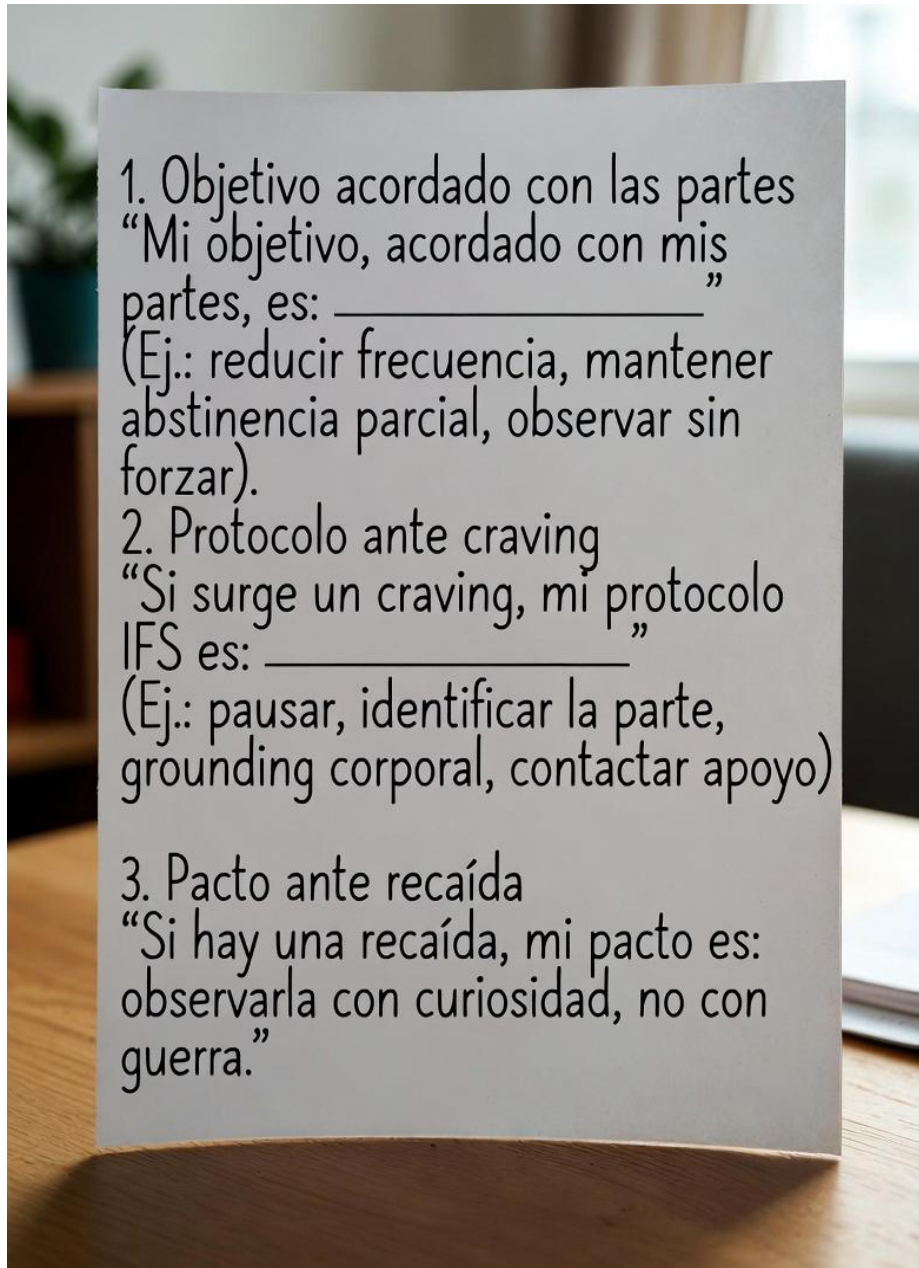 1. Objetivo acordado con las partes
“Mi objetivo, acordado con mis
partes, es: ____________________”
(Ej.: reducir frecuencia, mantener
abstinencia parcial, observar sin
forzar).
2. Protocolo ante craving
“Si surge un craving, mi protocolo
IFS es: ____________________”
(Ej.: pausar, identificar la parte,
grounding corporal, contactar apoyo)
3. Pacto ante recaída
“Si hay una recaída, mi pacto es:
observarla con curiosidad, no con
guerra.”